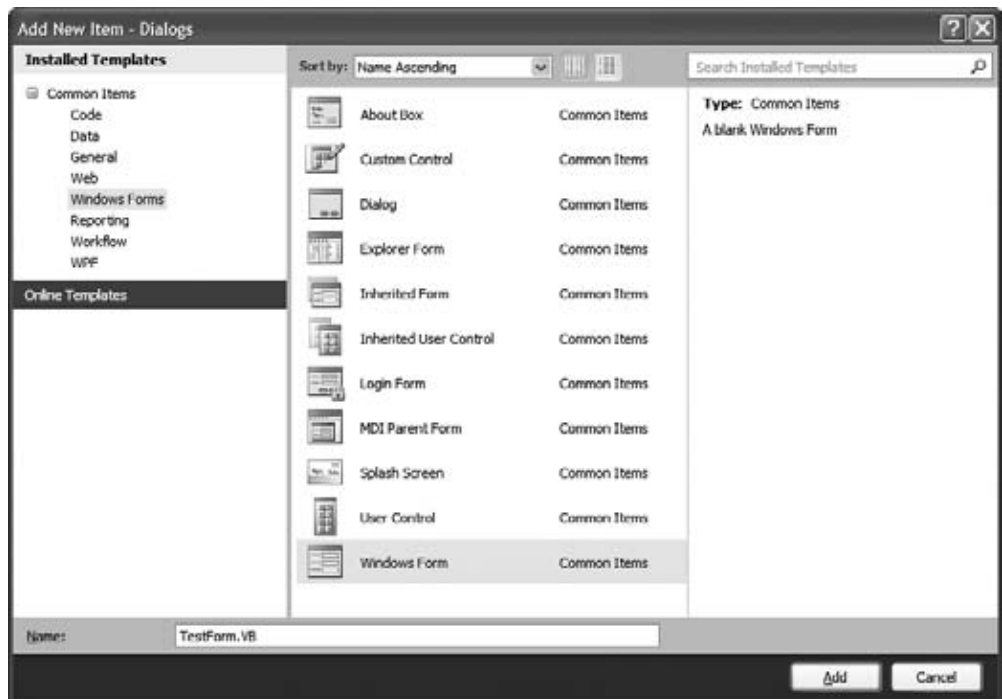 Add New Item - Dialogs
Installed Templates
Common Items
Code
Data
General
Web
Windows Forms
Reporting
Workflow
WPF
Online Templates
Sort by: Name Ascending
About Box Common Items
Custom Control Common Items
Dialog Common Items
Explorer Form Common Items
Inherited Form Common Items
Inherited User Control Common Items
Login Form Common Items
MDI Parent Form Common Items
Splash Screen Common Items
User Control Common Items
Windows Form Common Items
Search Installed Templates
Type: Common Items
A blank Windows Form
Name: TestForm.VB
Add Cancel